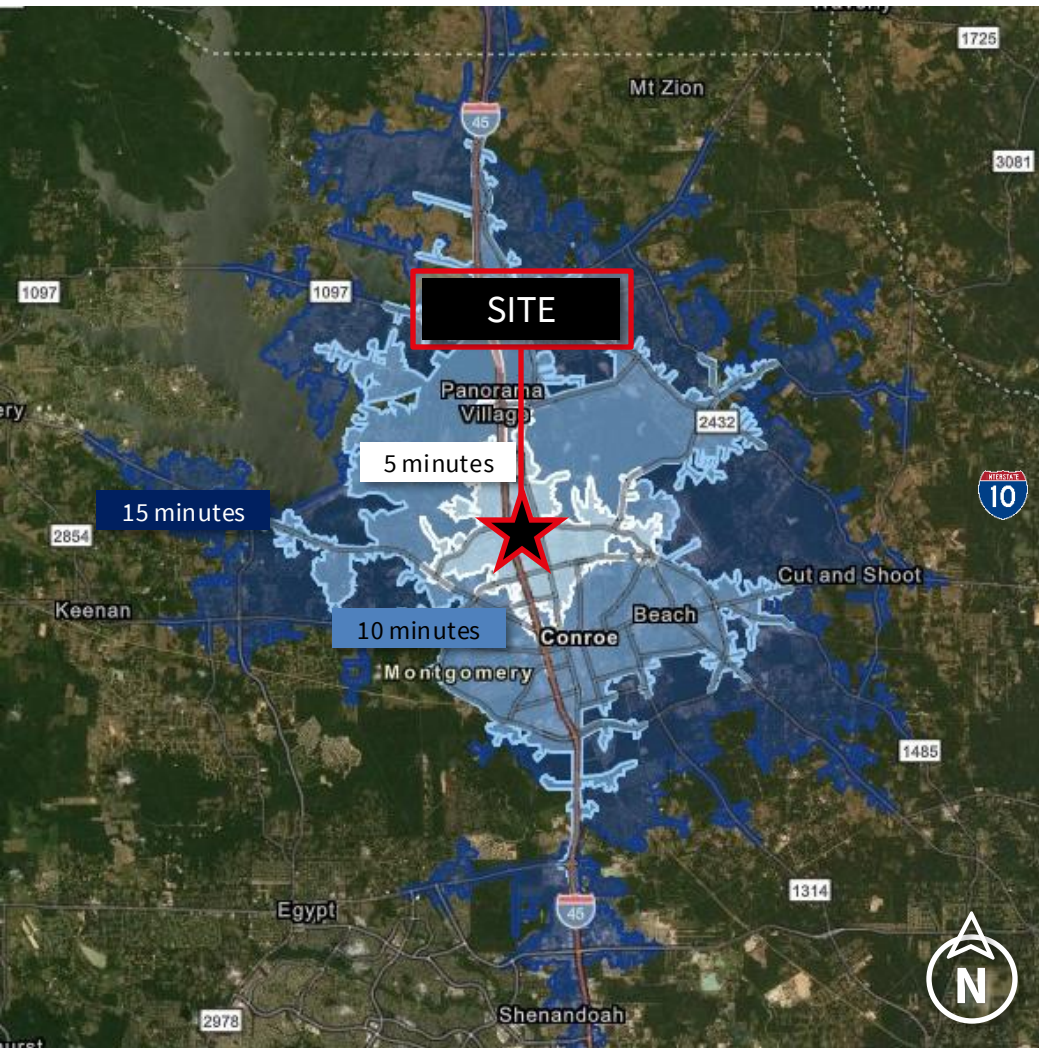 1725
Mt Zion
45
3081
1097
1097
SITE
Panorama
Village
2432
5 minutes
INTERSTATE
10
15 minutes
2854
Cut and Shoot
Keenan
Beach
10 minutes
Conroe
Montgomery
1485
1314
Egypt
45
N
2978
Shenandoah